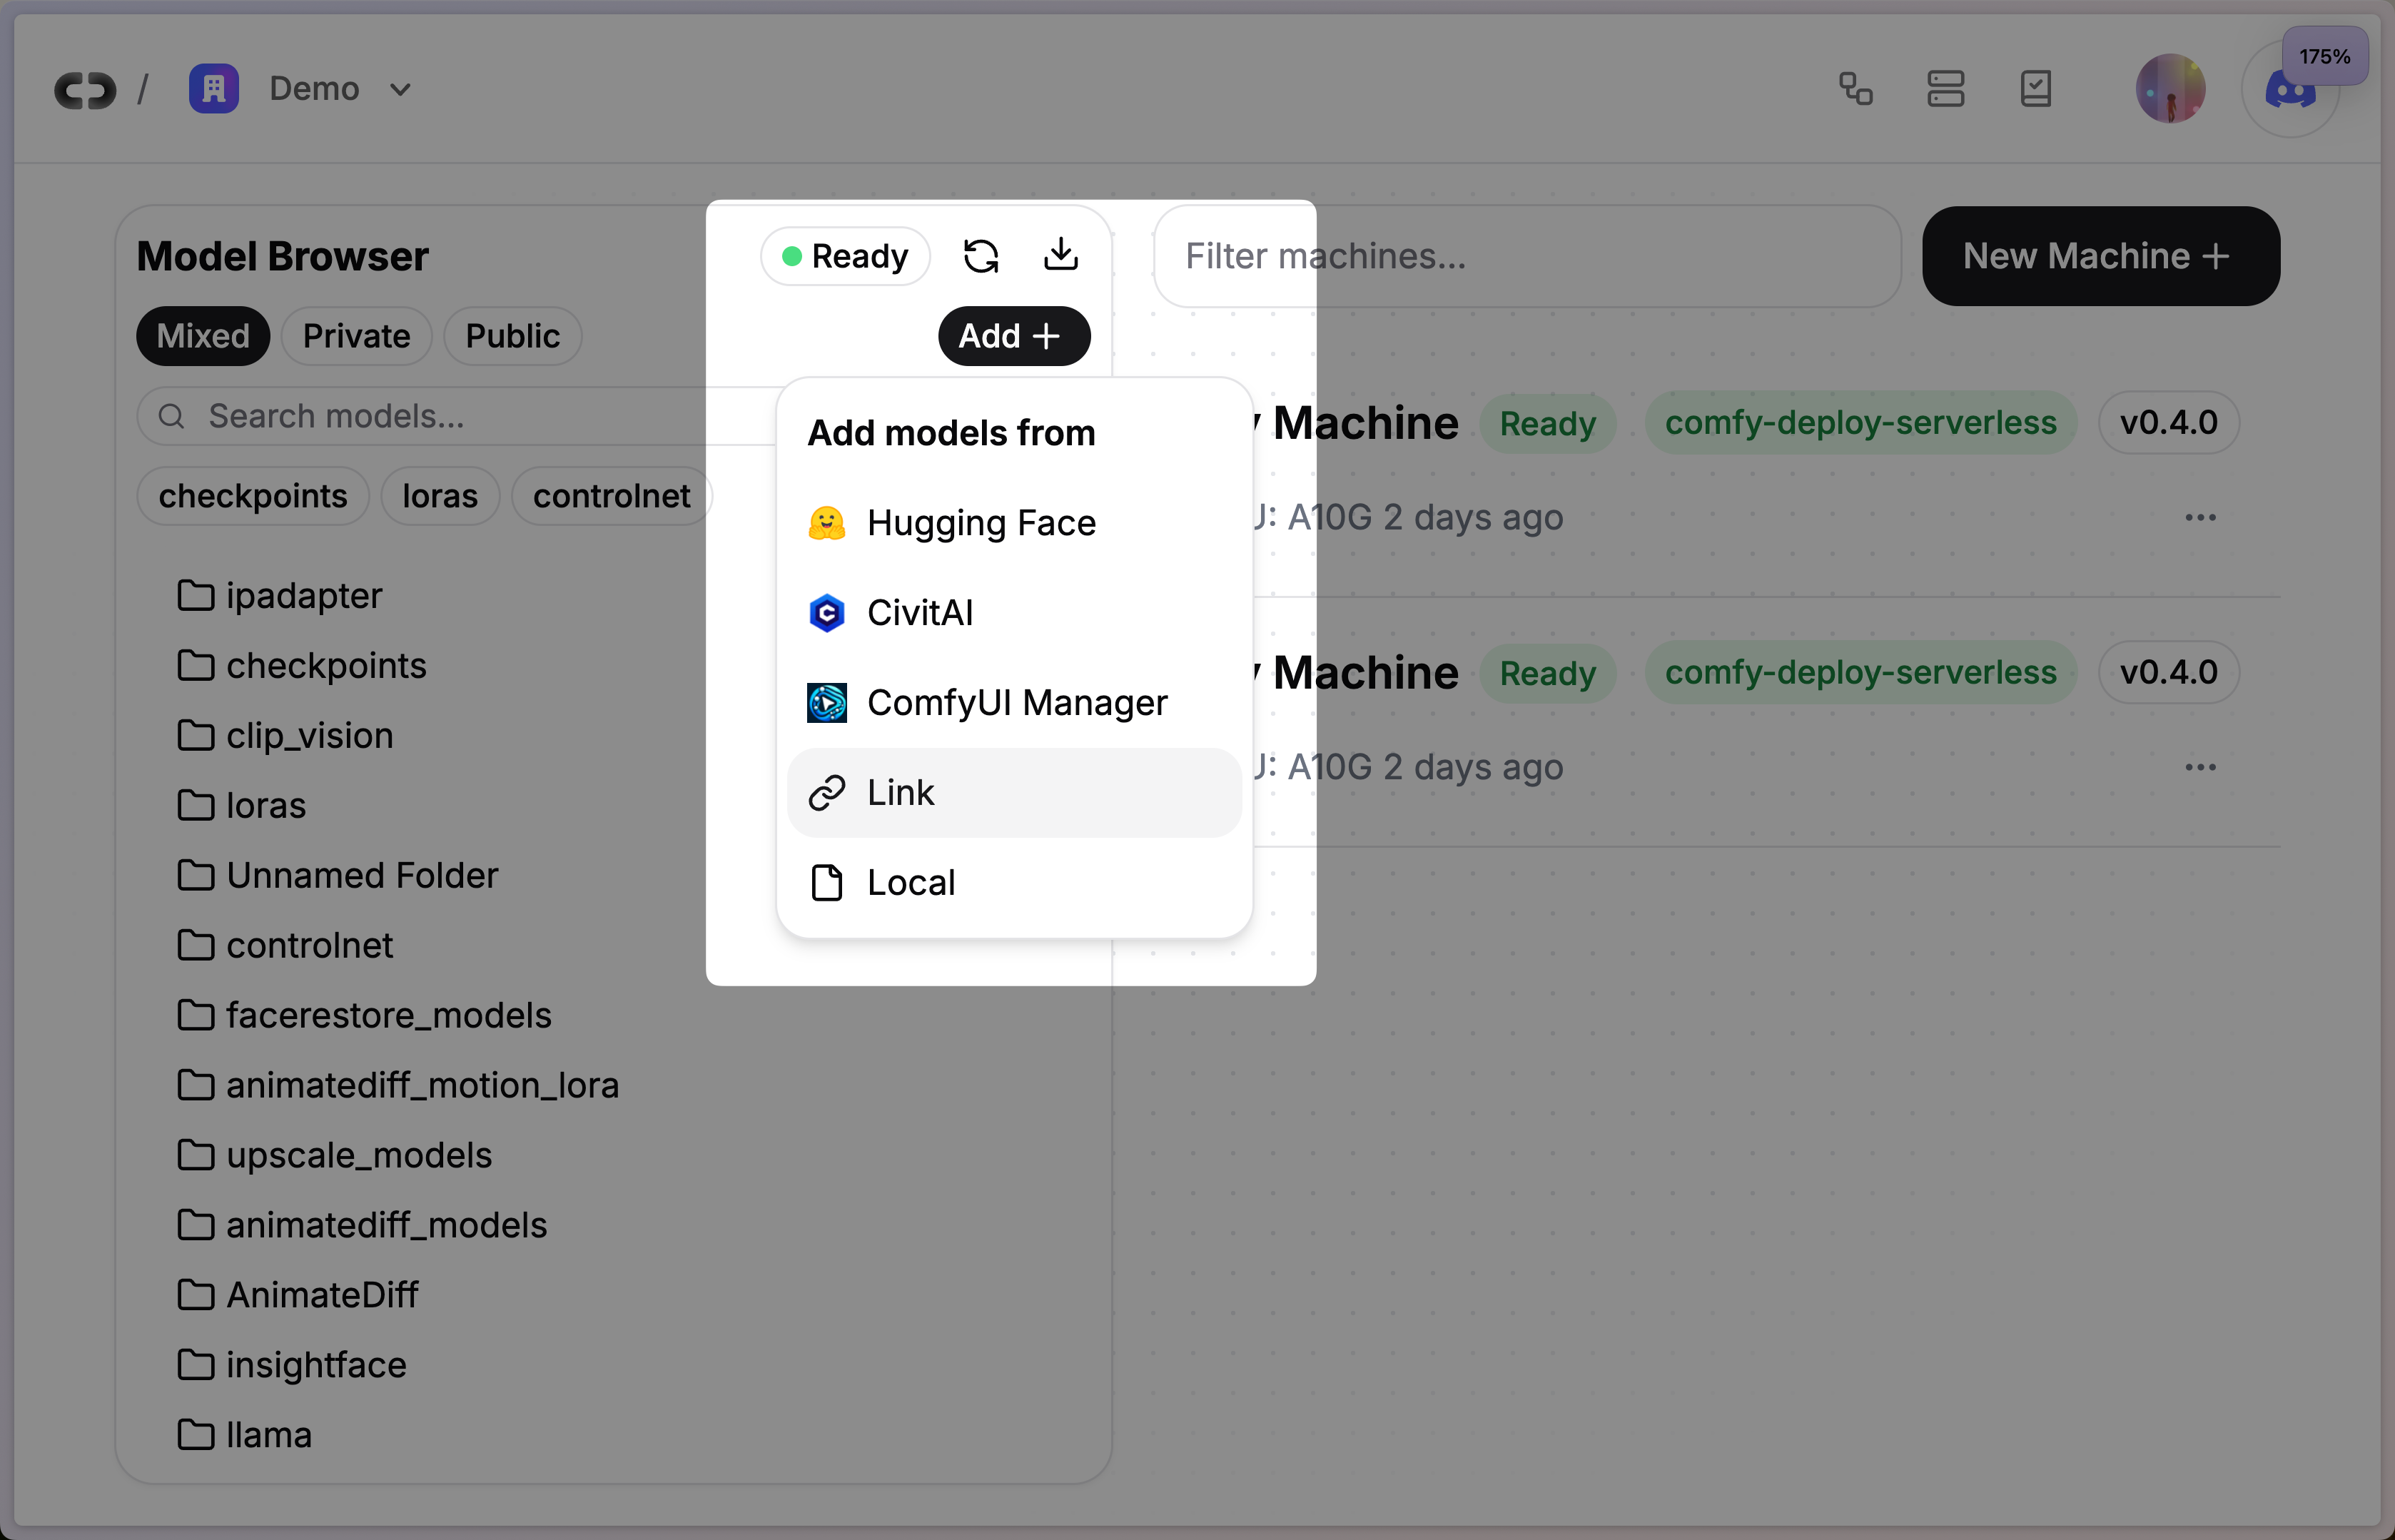 / Demo
175%
Model Browser
Ready
Mixed Private Public
Add +
Search models...
checkpoints loras controlnet
Add models from
Hugging Face
CivitAI
ComfyUI Manager
Link
Local
ipadapter
checkpoints
clip_vision
loras
Unnamed Folder
controlnet
facerestore_models
animatediff_motion_lora
upscale_models
animatediff_models
AnimateDiff
insightface
llama
Filter machines...
New Machine +
Machine Ready comfy-deploy-serverless v0.4.0
A10G 2 days ago
Machine Ready comfy-deploy-serverless v0.4.0
A10G 2 days ago